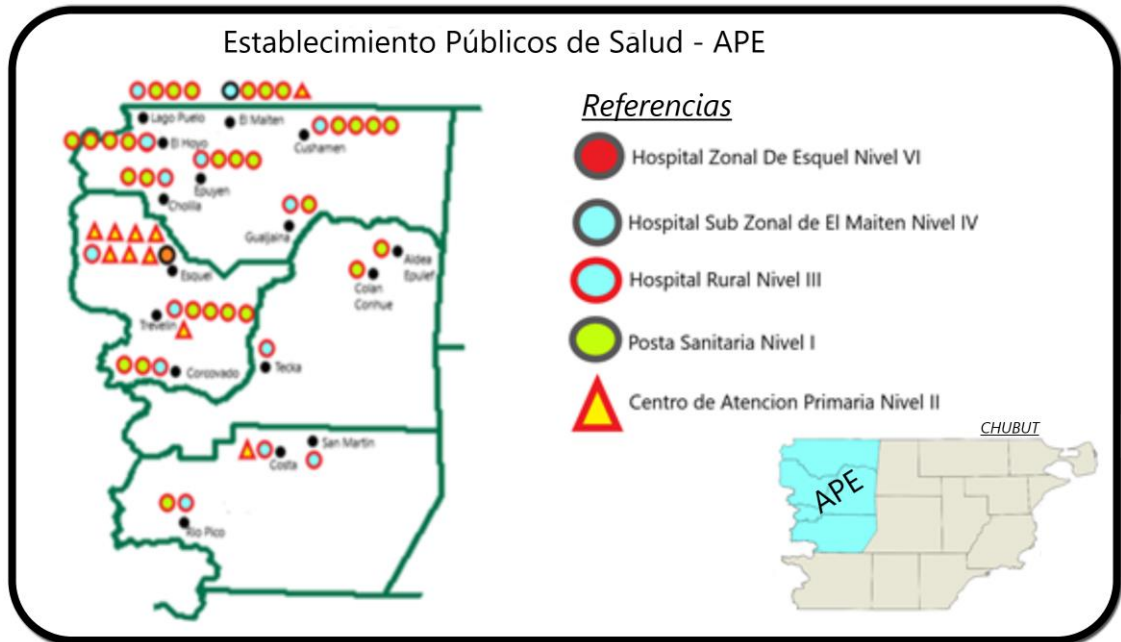 Establecimiento Públicos de Salud - APE
Lago Puelo
El Maiten
Cushamen
El Hoyo
Epuyen
Cholila
Gualjaina
Aldea
Epulef
Colan
Conhue
Esquel
Trevelin
Tecka
Corcovado
San Martin
Costa
Rio Pico
Referencias
Hospital Zonal De Esquel Nivel VI
Hospital Sub Zonal de El Maiten Nivel IV
Hospital Rural Nivel III
Posta Sanitaria Nivel I
Centro de Atencion Primaria Nivel II
CHUBUT
APE